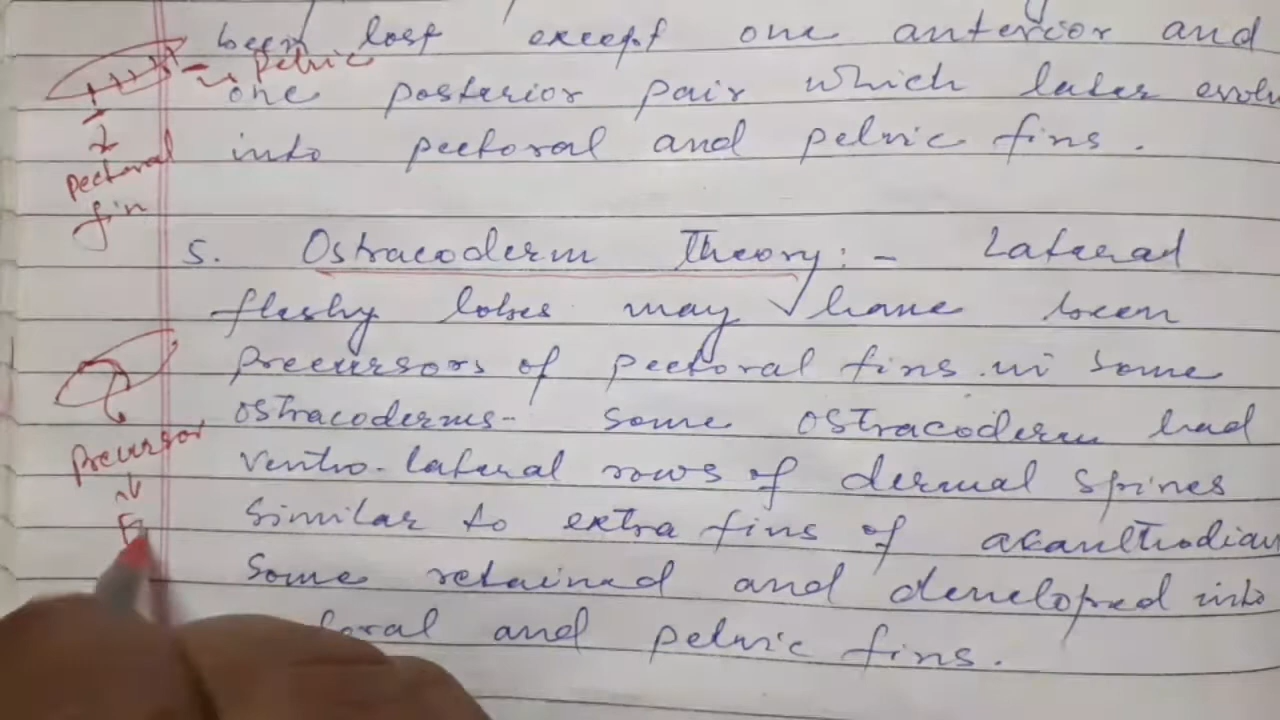 been lost except one anterior and
one posterior pair which later evolv
into pectoral and pelvic fins.
Pelvic
Pectoral
fin
5. Ostracoderm Theory:- Lateral
fleshy lobes may have been
precursors of pectoral fins in some
ostracoderms- some ostracoderm had
ventro-lateral rows of dermal spines
similar to extra fins of acanthodian
some retained and developed into
toral and pelvic fins.
Precursor